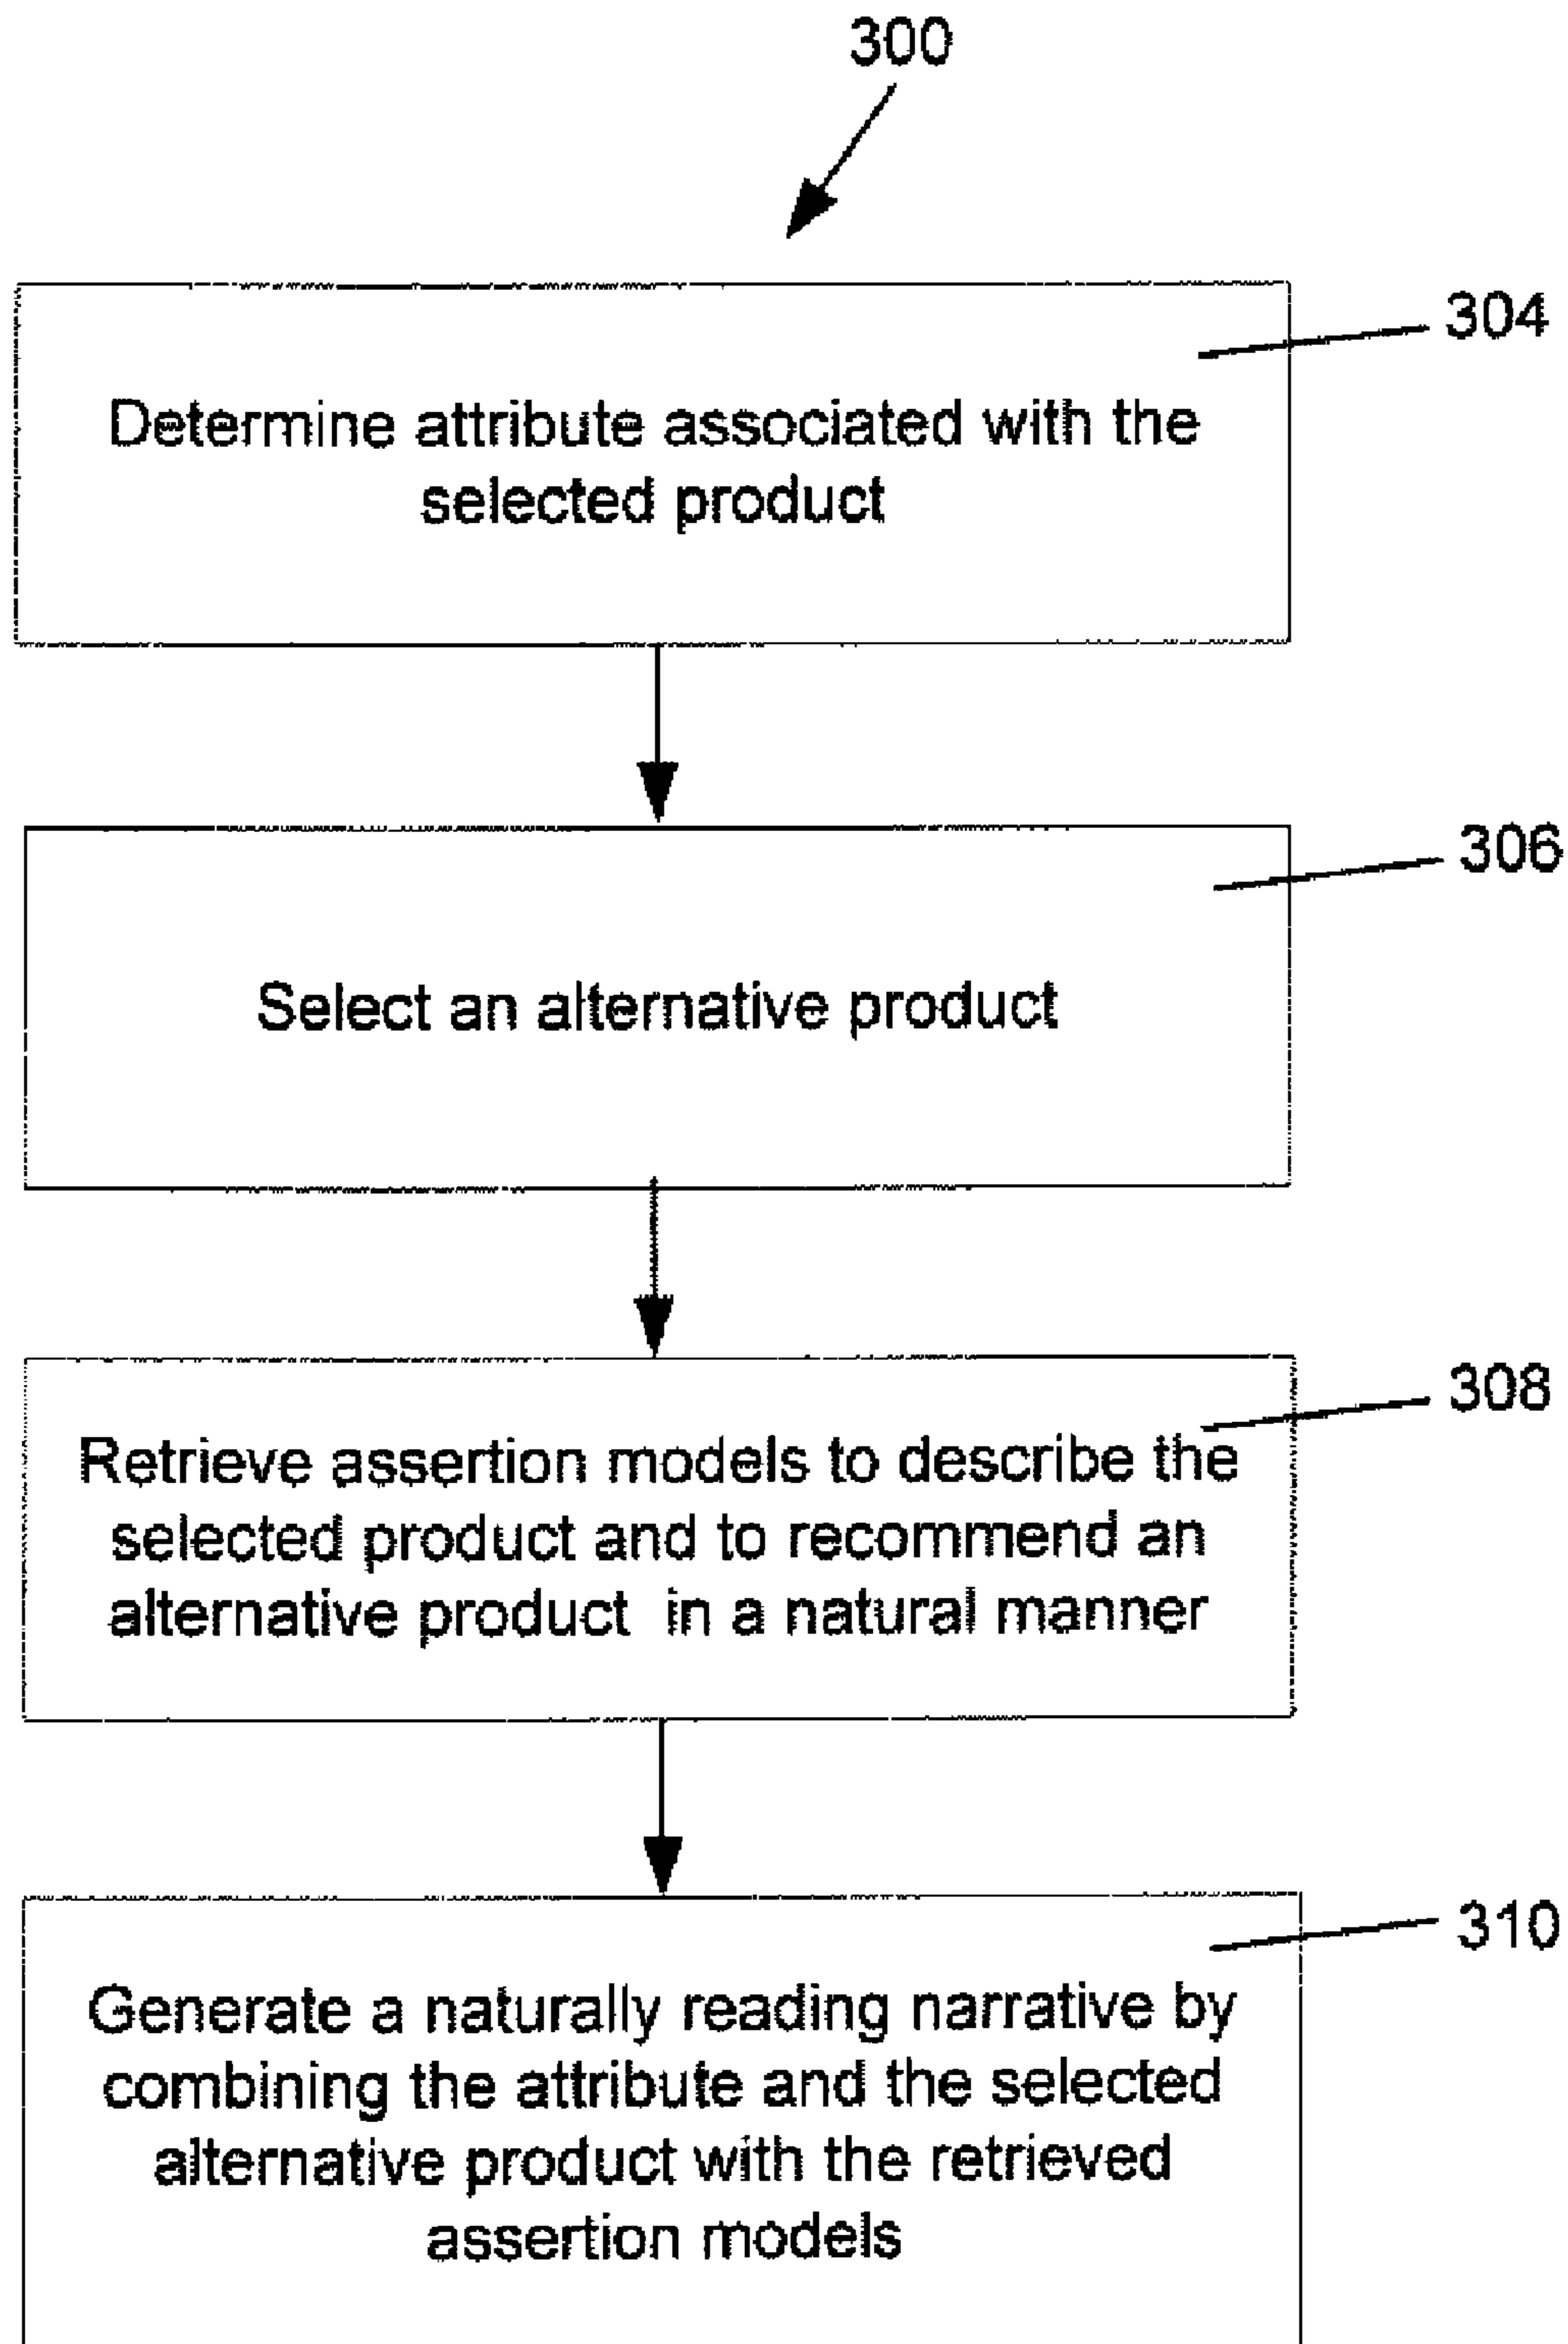 300
304
Determine attribute associated with the
selected product
306
Select an alternative product
308
Retrieve assertion models to describe the
selected product and to recommend an
alternative product in a natural manner
310
Generate a naturally reading narrative by
combining the attribute and the selected
alternative product with the retrieved
assertion models